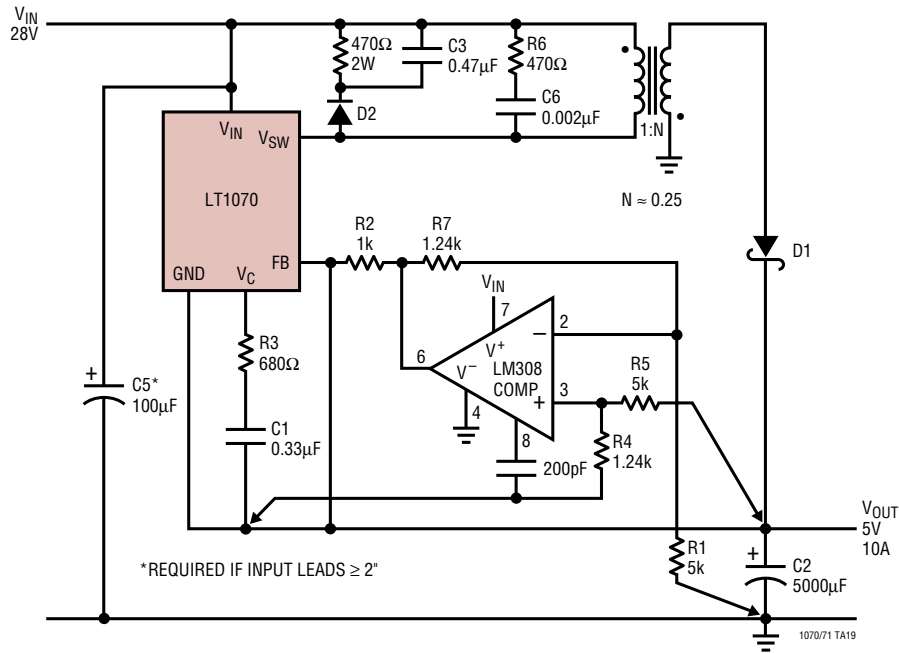 V_IN
28V
470Ω
2W
C3
0.47µF
R6
470Ω
D2
C6
0.002µF
1:N
N ≈ 0.25
V_IN
V_SW
LT1070
GND
V_C
FB
R2
1k
R7
1.24k
D1
V_IN
7
2
–
V+
6
V–
LM308
COMP
3
+
4
8
R5
5k
R4
1.24k
200pF
R3
680Ω
+
C5*
100µF
C1
0.33µF
V_OUT
5V
10A
R1
5k
+
C2
5000µF
*REQUIRED IF INPUT LEADS ≥ 2"
1070/71 TA19